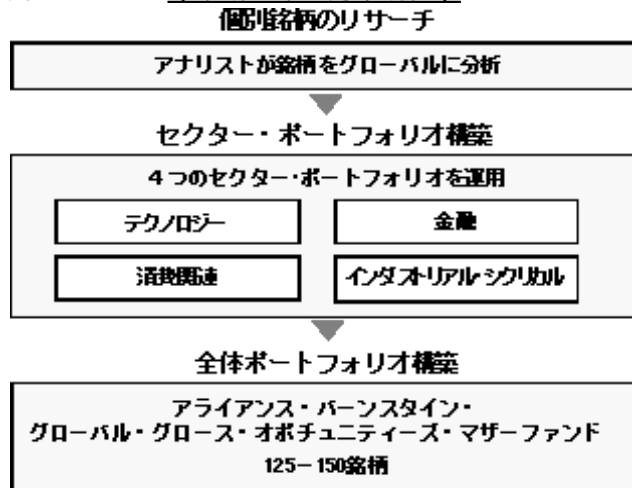 個別銘柄のリサーチ
アナリストが銘柄をグローバルに分析
セクター・ポートフォリオ構築
4つのセクター・ポートフォリオを運用
テクノロジー
金融
消費関連
インダストリアル・シクリカル
全体ポートフォリオ構築
アライアンス・バーンスタイン・
グローバル・グロース・オポチュニティーズ・マザーファンド
125-150銘柄